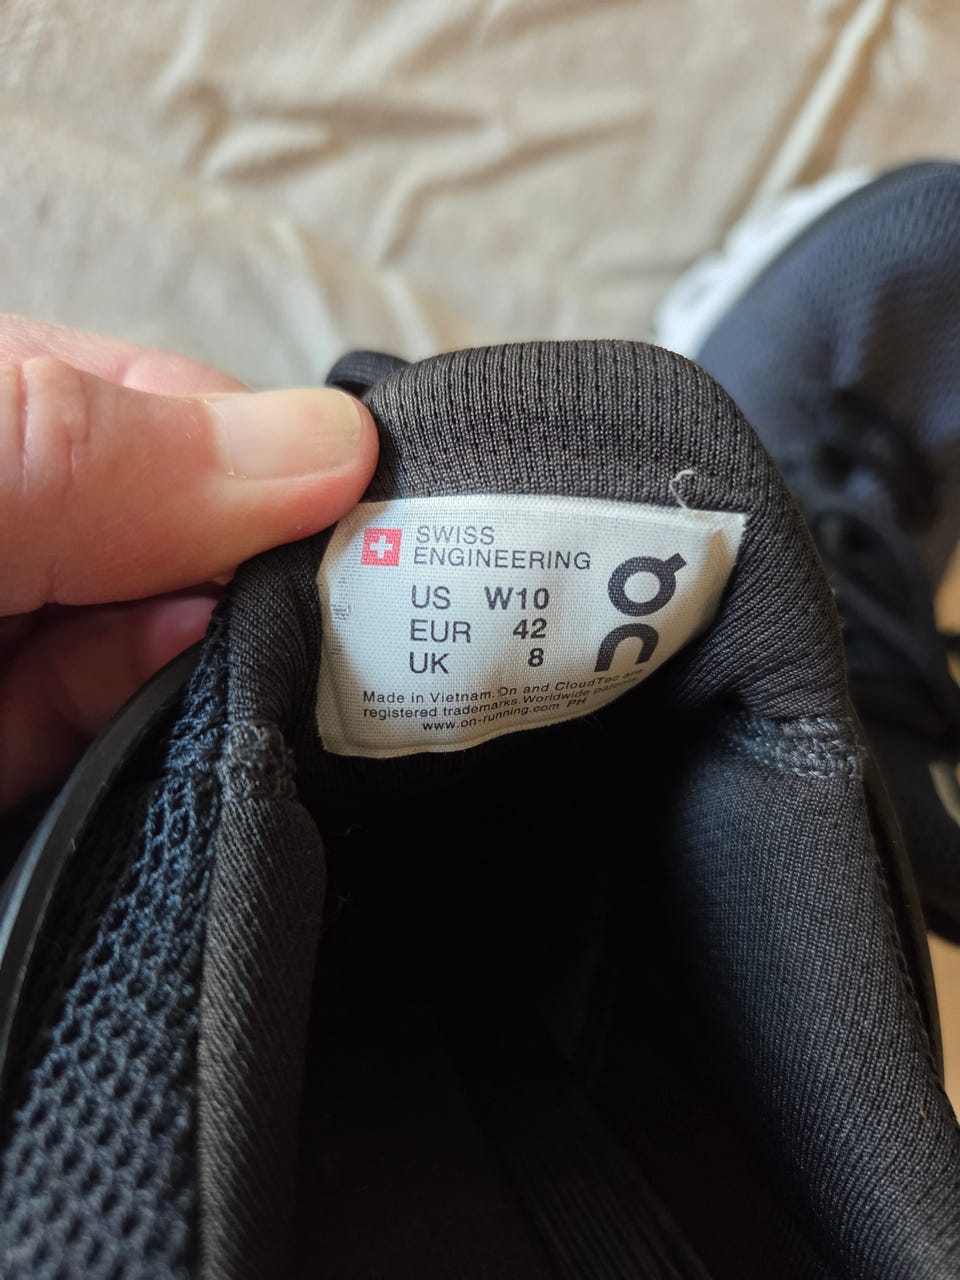 SWISS
ENGINEERING
US W10
EUR 42
UK 8
On
Made in Vietnam. On and CloudTec are
registered trademarks. Worldwide patents
www.on-running.com PH